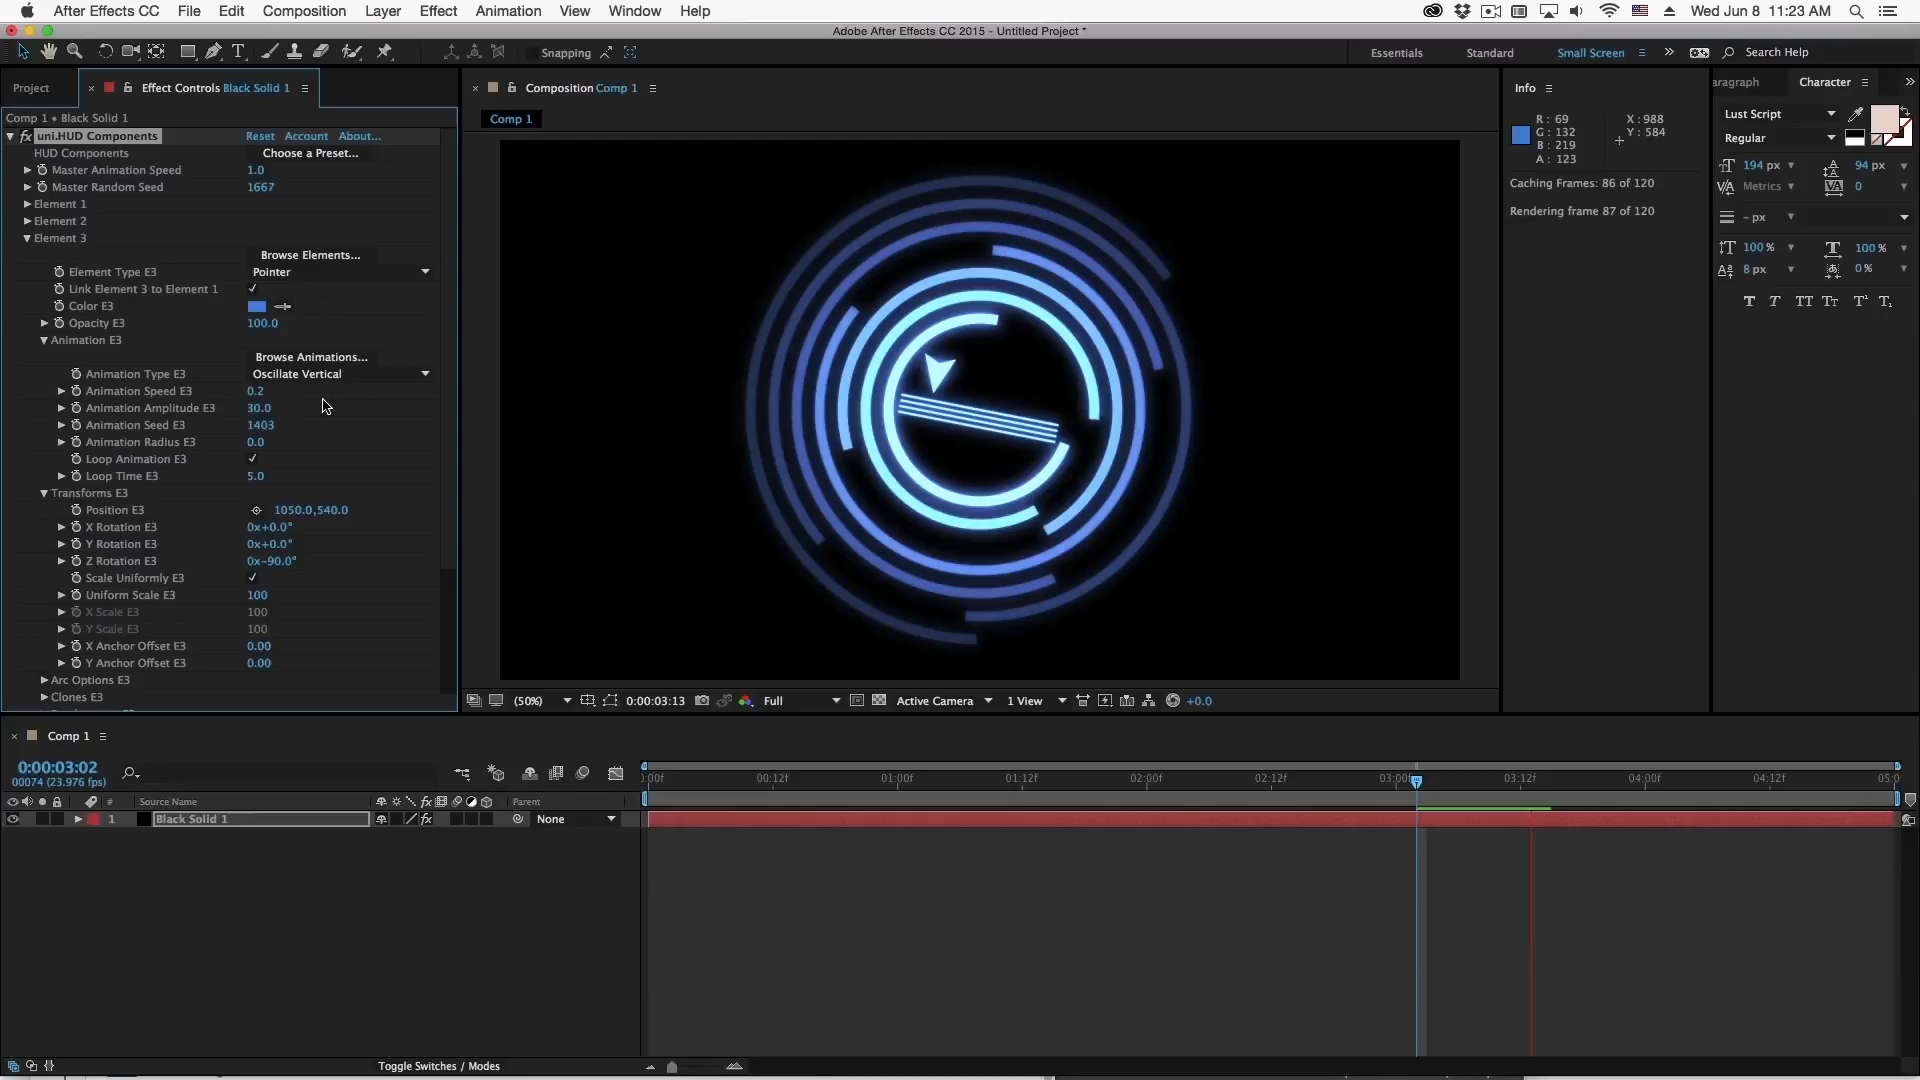 After Effects CC File Edit Composition Layer Effect Animation View Window Help Wed Jun 8 11:23 AM
Adobe After Effects CC 2015 - Untitled Project *
T Snapping Essentials Standard Small Screen Search Help
Project
Effect Controls Black Solid 1
Comp 1 • Black Solid 1
fx uni.HUD Components Reset Account About...
HUD Components Choose a Preset...
Master Animation Speed 1.0
Master Random Seed 1667
Element 1
Element 2
Element 3
Browse Elements...
Element Type E3 Pointer
Link Element 3 to Element 1
Color E3
Opacity E3 100.0
Animation E3
Browse Animations...
Animation Type E3 Oscillate Vertical
Animation Speed E3 0.2
Animation Amplitude E3 30.0
Animation Seed E3 1403
Animation Radius E3 0.0
Loop Animation E3
Loop Time E3 5.0
Transforms E3
Position E3 1050.0,540.0
X Rotation E3 0x+0.0°
Y Rotation E3 0x+0.0°
Z Rotation E3 0x-90.0°
Scale Uniformly E3
Uniform Scale E3 100
X Scale E3 100
Y Scale E3 100
X Anchor Offset E3 0.00
Y Anchor Offset E3 0.00
Arc Options E3
Clones E3
Composition Comp 1
Comp 1
(50%) 0:00:03:13 Full Active Camera 1 View +0.0
Info
R : 69 X : 988
G : 132 Y : 584
B : 219
A : 123
Caching Frames: 86 of 120
Rendering frame 87 of 120
aragraph Character
Lust Script
Regular
194 px 94 px
Metrics 0
- px
100 % 100 %
8 px 0 %
T T TT Tr T¹ T₁
Comp 1
0:00:03:02
00074 (23.976 fps)
:00f 00:12f 01:00f 01:12f 02:00f 02:12f 03:00f 03:12f 04:00f 04:12f 05:0
# Source Name fx Parent
1 Black Solid 1 fx None
Toggle Switches / Modes